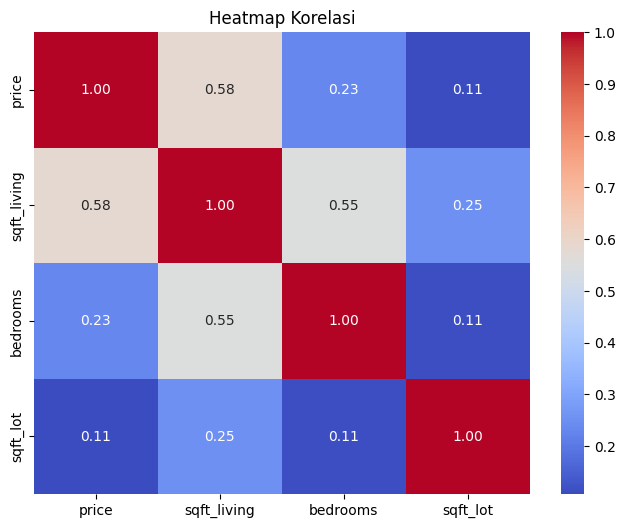 Heatmap Korelasi
price 1.00 0.58 0.23 0.11
sqft_living 0.58 1.00 0.55 0.25
bedrooms 0.23 0.55 1.00 0.11
sqft_lot 0.11 0.25 0.11 1.00
price sqft_living bedrooms sqft_lot
1.0
0.9
0.8
0.7
0.6
0.5
0.4
0.3
0.2